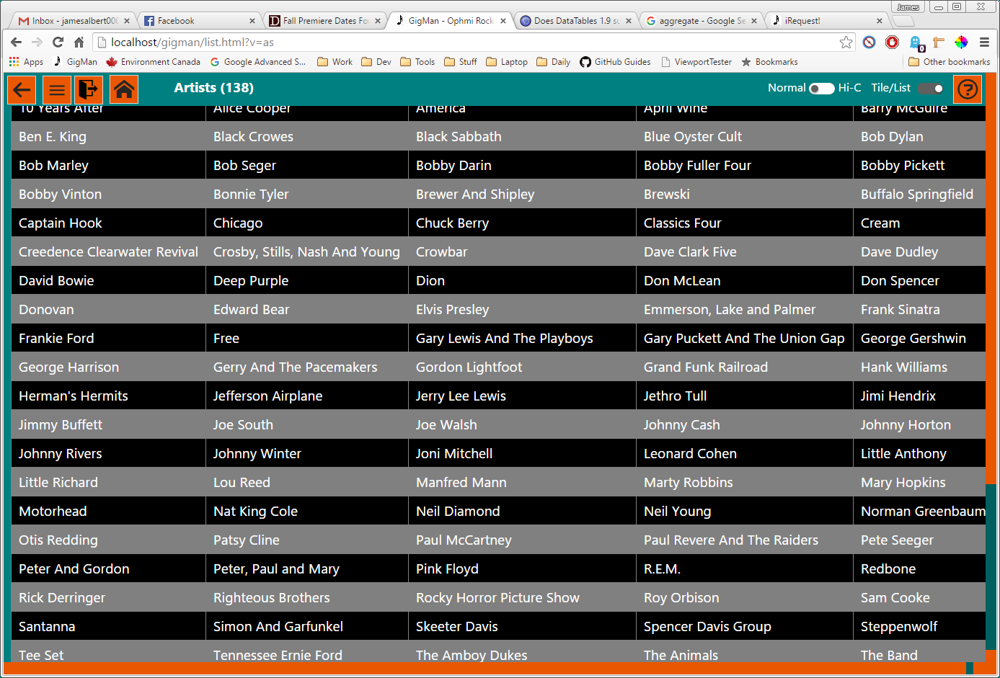 James
Inbox - jamesalbert000 Facebook Fall Premiere Dates For GigMan - Ophmi Rock Does DataTables 1.9 su aggregate - Google Se iRequest!
localhost/gigman/list.html?v=as
0
Apps GigMan Environment Canada Google Advanced S... Work Dev Tools Stuff Laptop Daily GitHub Guides ViewportTester Bookmarks Other bookmarks
Artists (138) Normal Hi-C Tile/List ?
10 Years After Alice Cooper America April Wine Barry McGuire
Ben E. King Black Crowes Black Sabbath Blue Oyster Cult Bob Dylan
Bob Marley Bob Seger Bobby Darin Bobby Fuller Four Bobby Pickett
Bobby Vinton Bonnie Tyler Brewer And Shipley Brewski Buffalo Springfield
Captain Hook Chicago Chuck Berry Classics Four Cream
Creedence Clearwater Revival Crosby, Stills, Nash And Young Crowbar Dave Clark Five Dave Dudley
David Bowie Deep Purple Dion Don McLean Don Spencer
Donovan Edward Bear Elvis Presley Emmerson, Lake and Palmer Frank Sinatra
Frankie Ford Free Gary Lewis And The Playboys Gary Puckett And The Union Gap George Gershwin
George Harrison Gerry And The Pacemakers Gordon Lightfoot Grand Funk Railroad Hank Williams
Herman's Hermits Jefferson Airplane Jerry Lee Lewis Jethro Tull Jimi Hendrix
Jimmy Buffett Joe South Joe Walsh Johnny Cash Johnny Horton
Johnny Rivers Johnny Winter Joni Mitchell Leonard Cohen Little Anthony
Little Richard Lou Reed Manfred Mann Marty Robbins Mary Hopkins
Motorhead Nat King Cole Neil Diamond Neil Young Norman Greenbaum
Otis Redding Patsy Cline Paul McCartney Paul Revere And The Raiders Pete Seeger
Peter And Gordon Peter, Paul and Mary Pink Floyd R.E.M. Redbone
Rick Derringer Righteous Brothers Rocky Horror Picture Show Roy Orbison Sam Cooke
Santanna Simon And Garfunkel Skeeter Davis Spencer Davis Group Steppenwolf
Tee Set Tennessee Ernie Ford The Amboy Dukes The Animals The Band